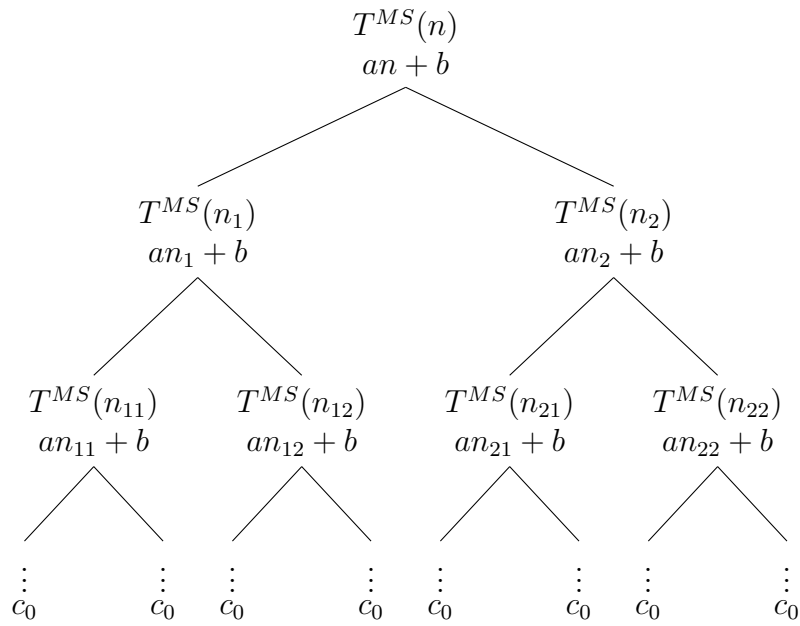 T^{MS}(n)
an + b
T^{MS}(n_1) T^{MS}(n_2)
an_1 + b an_2 + b
T^{MS}(n_{11}) T^{MS}(n_{12}) T^{MS}(n_{21}) T^{MS}(n_{22})
an_{11} + b an_{12} + b an_{21} + b an_{22} + b
⋮ ⋮ ⋮ ⋮ ⋮ ⋮ ⋮ ⋮
c_0 c_0 c_0 c_0 c_0 c_0 c_0 c_0